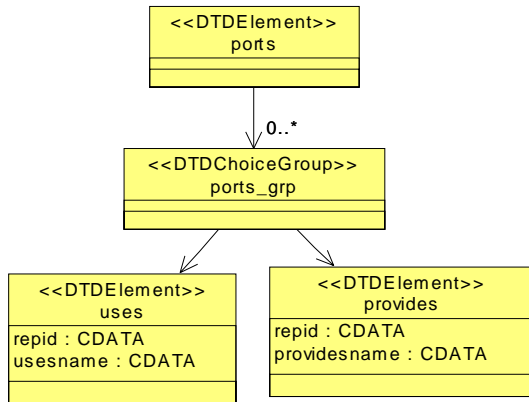 <<DTDElement>>
ports
0..*
<<DTDChoiceGroup>>
ports_grp
<<DTDElement>>
uses
repid : CDATA
usesname : CDATA
<<DTDElement>>
provides
repid : CDATA
providesname : CDATA